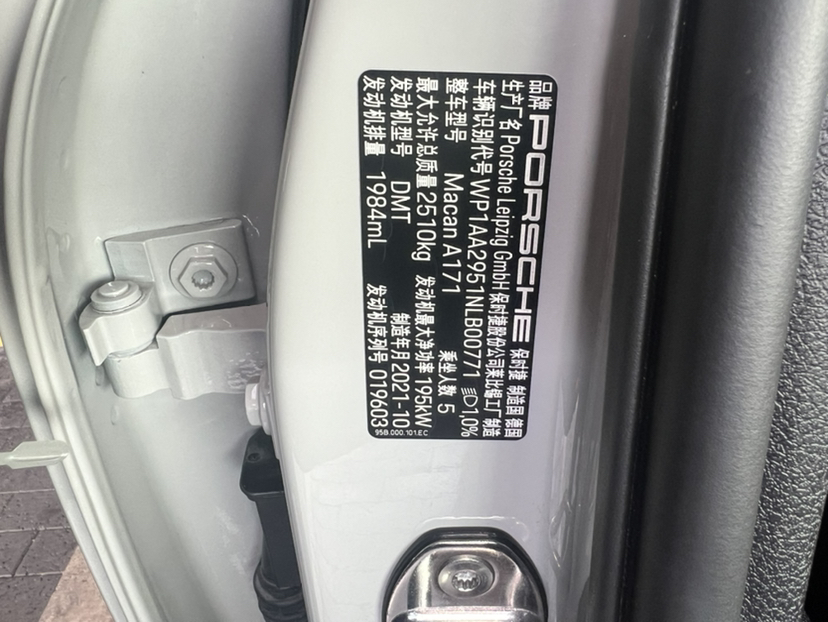 品牌 PORSCHE 保时捷 制造国 德国
生产厂名 Porsche Leipzig GmbH 保时捷股份公司莱比锡工厂制造
车辆识别代号 WP1AA2951NLB00771 1,0%
整车型号 Macan A171 乘坐人数 5
最大允许总质量 2510kg 发动机最大净功率 195kW
发动机型号 DMT 制造年月 2021-10
发动机排量 1984mL 发动机序列号 019603
95B.000.101.EC